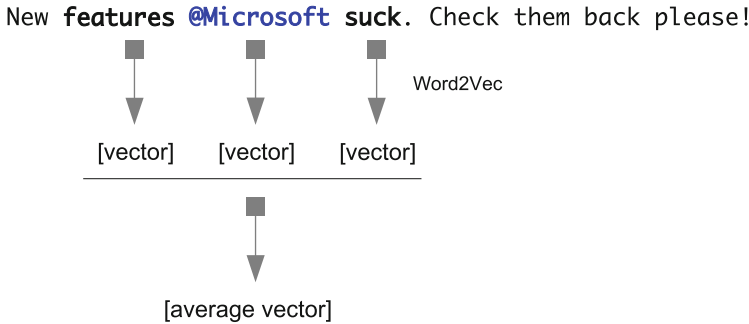 New features @Microsoft suck. Check them back please!
Word2Vec
[vector] [vector] [vector]
[average vector]